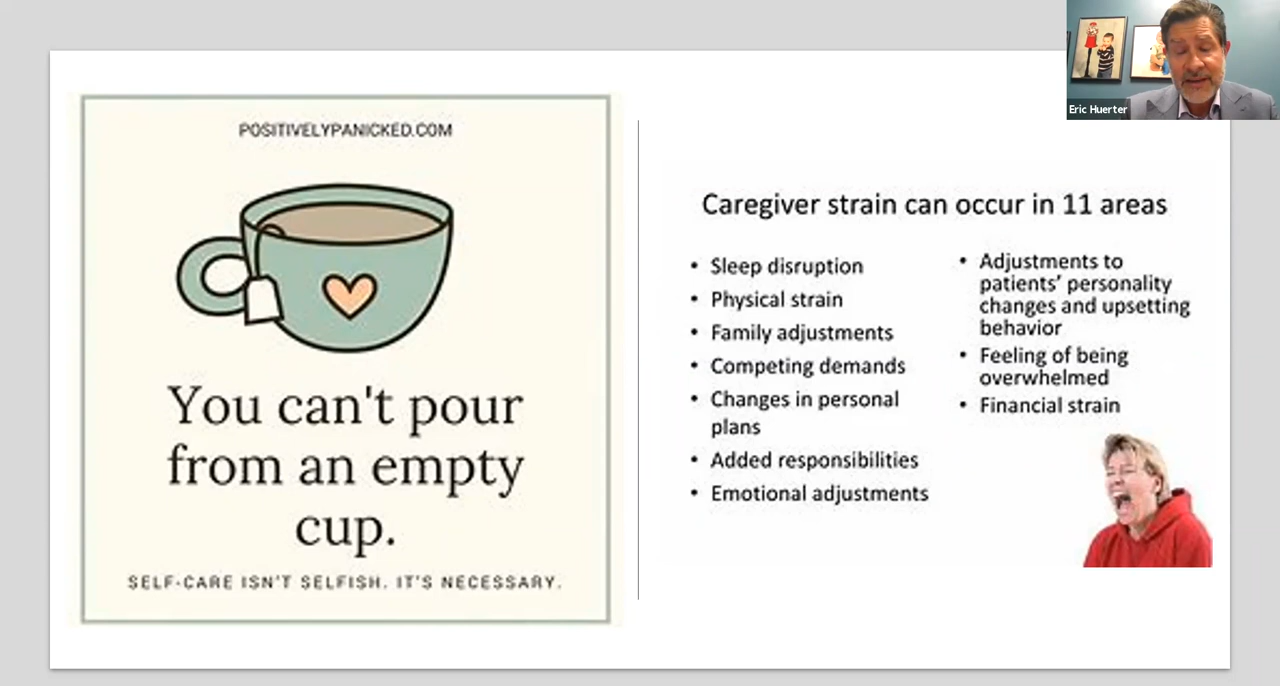 Eric Huerter
POSITIVELYPANICKED.COM
You can't pour
from an empty
cup.
SELF-CARE ISN'T SELFISH. IT'S NECESSARY.
Caregiver strain can occur in 11 areas
• Sleep disruption
• Physical strain
• Family adjustments
• Competing demands
• Changes in personal
plans
• Added responsibilities
• Emotional adjustments
• Adjustments to
patients’ personality
changes and upsetting
behavior
• Feeling of being
overwhelmed
• Financial strain